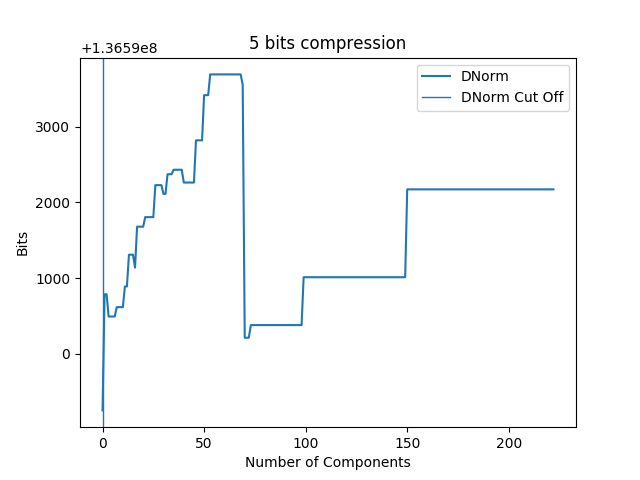 5 bits compression
+1.3659e8
DNorm
DNorm Cut Off
3000
2000
1000
0
Bits
0 50 100 150 200
Number of Components